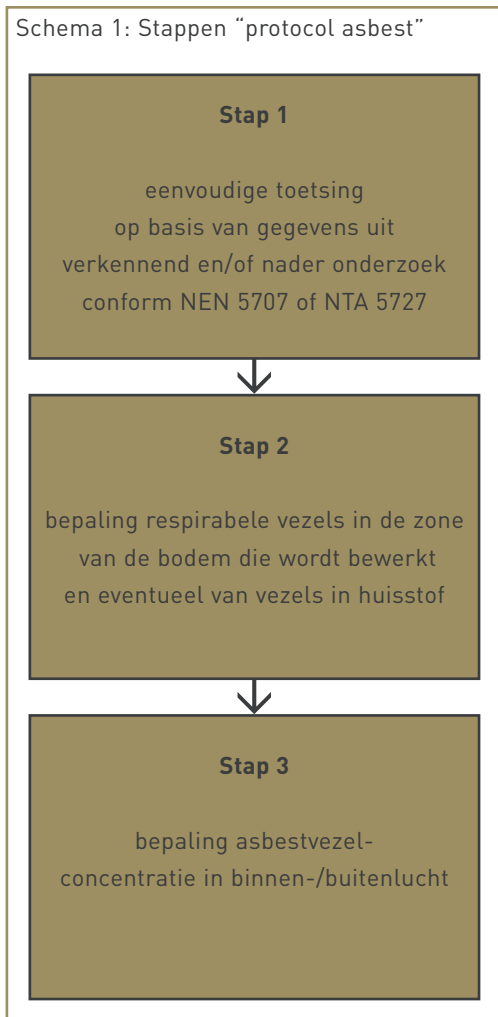 Schema 1: Stappen “protocol asbest”
Stap 1
eenvoudige toetsing
op basis van gegevens uit
verkennend en/of nader onderzoek
conform NEN 5707 of NTA 5727
Stap 2
bepaling respirabele vezels in de zone
van de bodem die wordt bewerkt
en eventueel van vezels in huisstof
Stap 3
bepaling asbestvezel-
concentratie in binnen-/buitenlucht